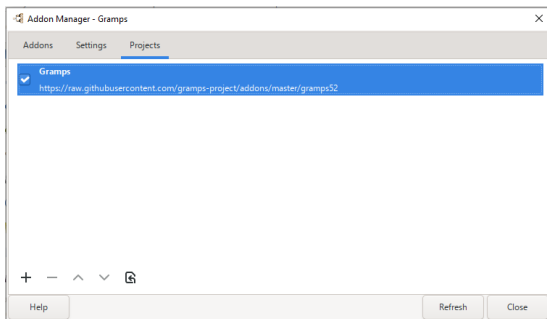 Addon Manager - Gramps
Addons Settings Projects
Gramps
https://raw.githubusercontent.com/gramps-project/addons/master/gramps52
Help Refresh Close